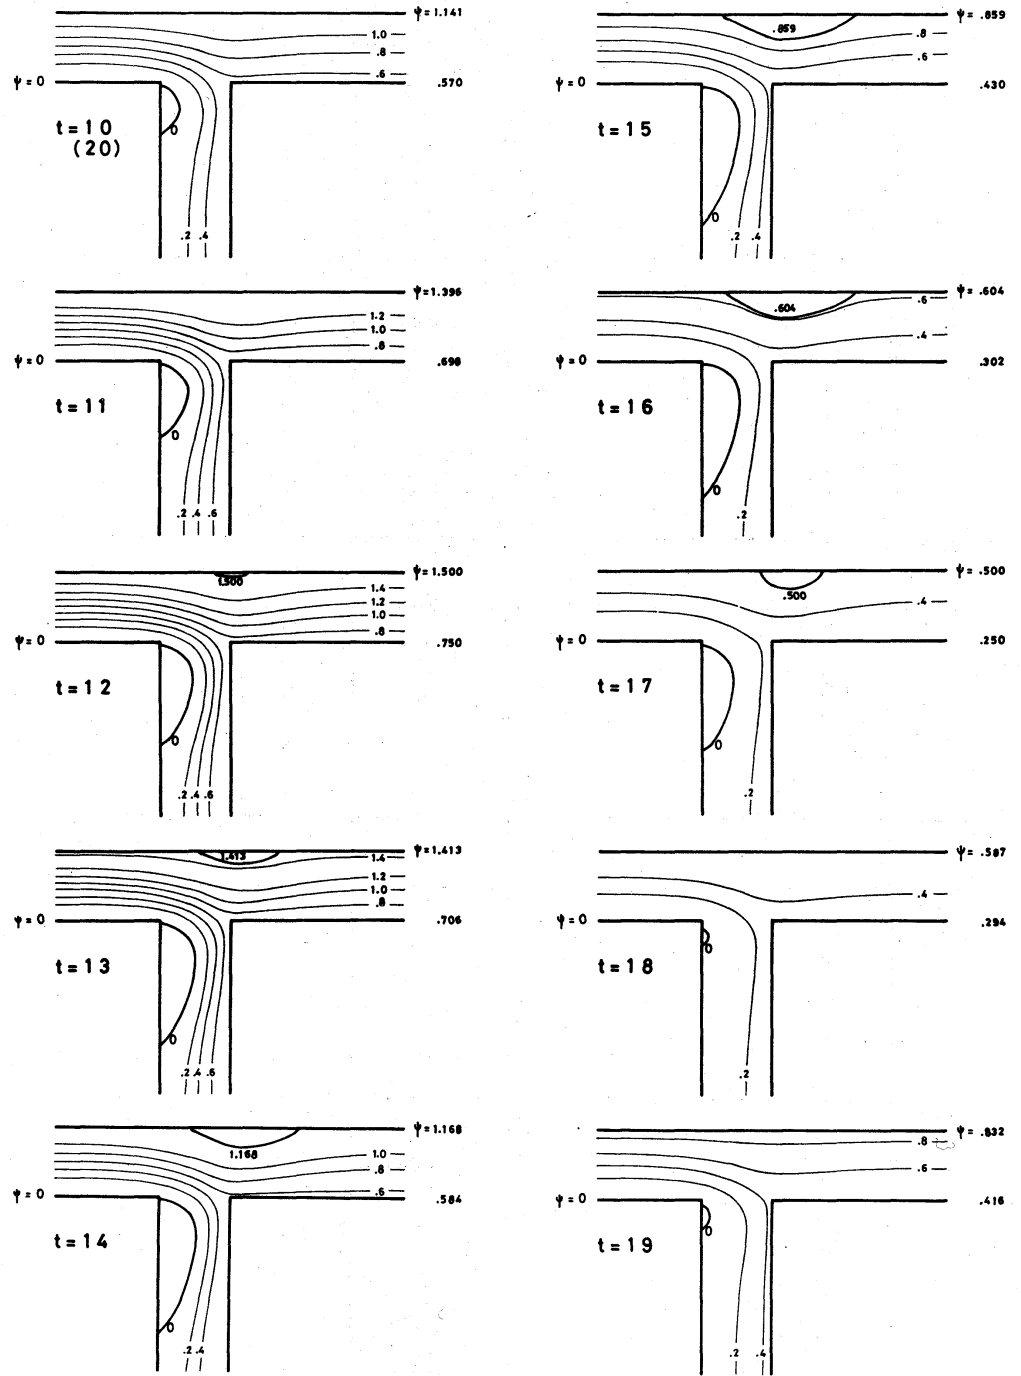 ψ=1.141
1.0
.8
.6
ψ=0
.570
t=10
(20)
0
.2 .4
ψ=1.396
1.2
1.0
.8
ψ=0
.698
t=11
0
.2 .4 .6
ψ=1.500
1.500
1.4
1.2
1.0
.8
ψ=0
.750
t=12
0
.2 .4 .6
ψ=1.413
1.413
1.4
1.2
1.0
.8
ψ=0
.706
t=13
0
.2 .4 .6
ψ=1.168
1.168
1.0
.8
.6
ψ=0
.584
t=14
0
.2 .4
ψ=.859
.859
.8
.6
ψ=0
.430
t=15
0
.2 .4
ψ=.604
.604
.6
.4
ψ=0
.302
t=16
0
.2
ψ=.500
.500
.4
ψ=0
.250
t=17
0
.2
ψ=.587
.4
ψ=0
.294
t=18
0
.2
ψ=.832
.8
.6
ψ=0
.416
t=19
0
.2 .4